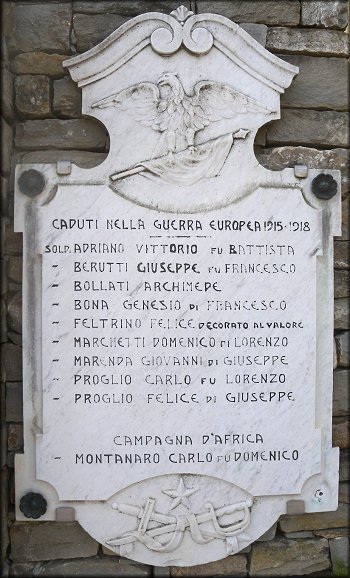 CADUTI NELLA GUERRA EUROPEA 1915-1918
SOLD. ADRIANO VITTORIO FU BATTISTA
- BERUTTI GIUSEPPE FU FRANCESCO
- BOLLATI ARCHIMEDE
- BONA GENESIO DI FRANCESCO
- FELTRINO FELICE DECORATO AL VALORE
- MARCHETTI DOMENICO DI LORENZO
- MARENDA GIOVANNI DI GIUSEPPE
- PROGLIO CARLO FU LORENZO
- PROGLIO FELICE DI GIUSEPPE
CAMPAGNA D'AFRICA
- MONTANARO CARLO FU DOMENICO